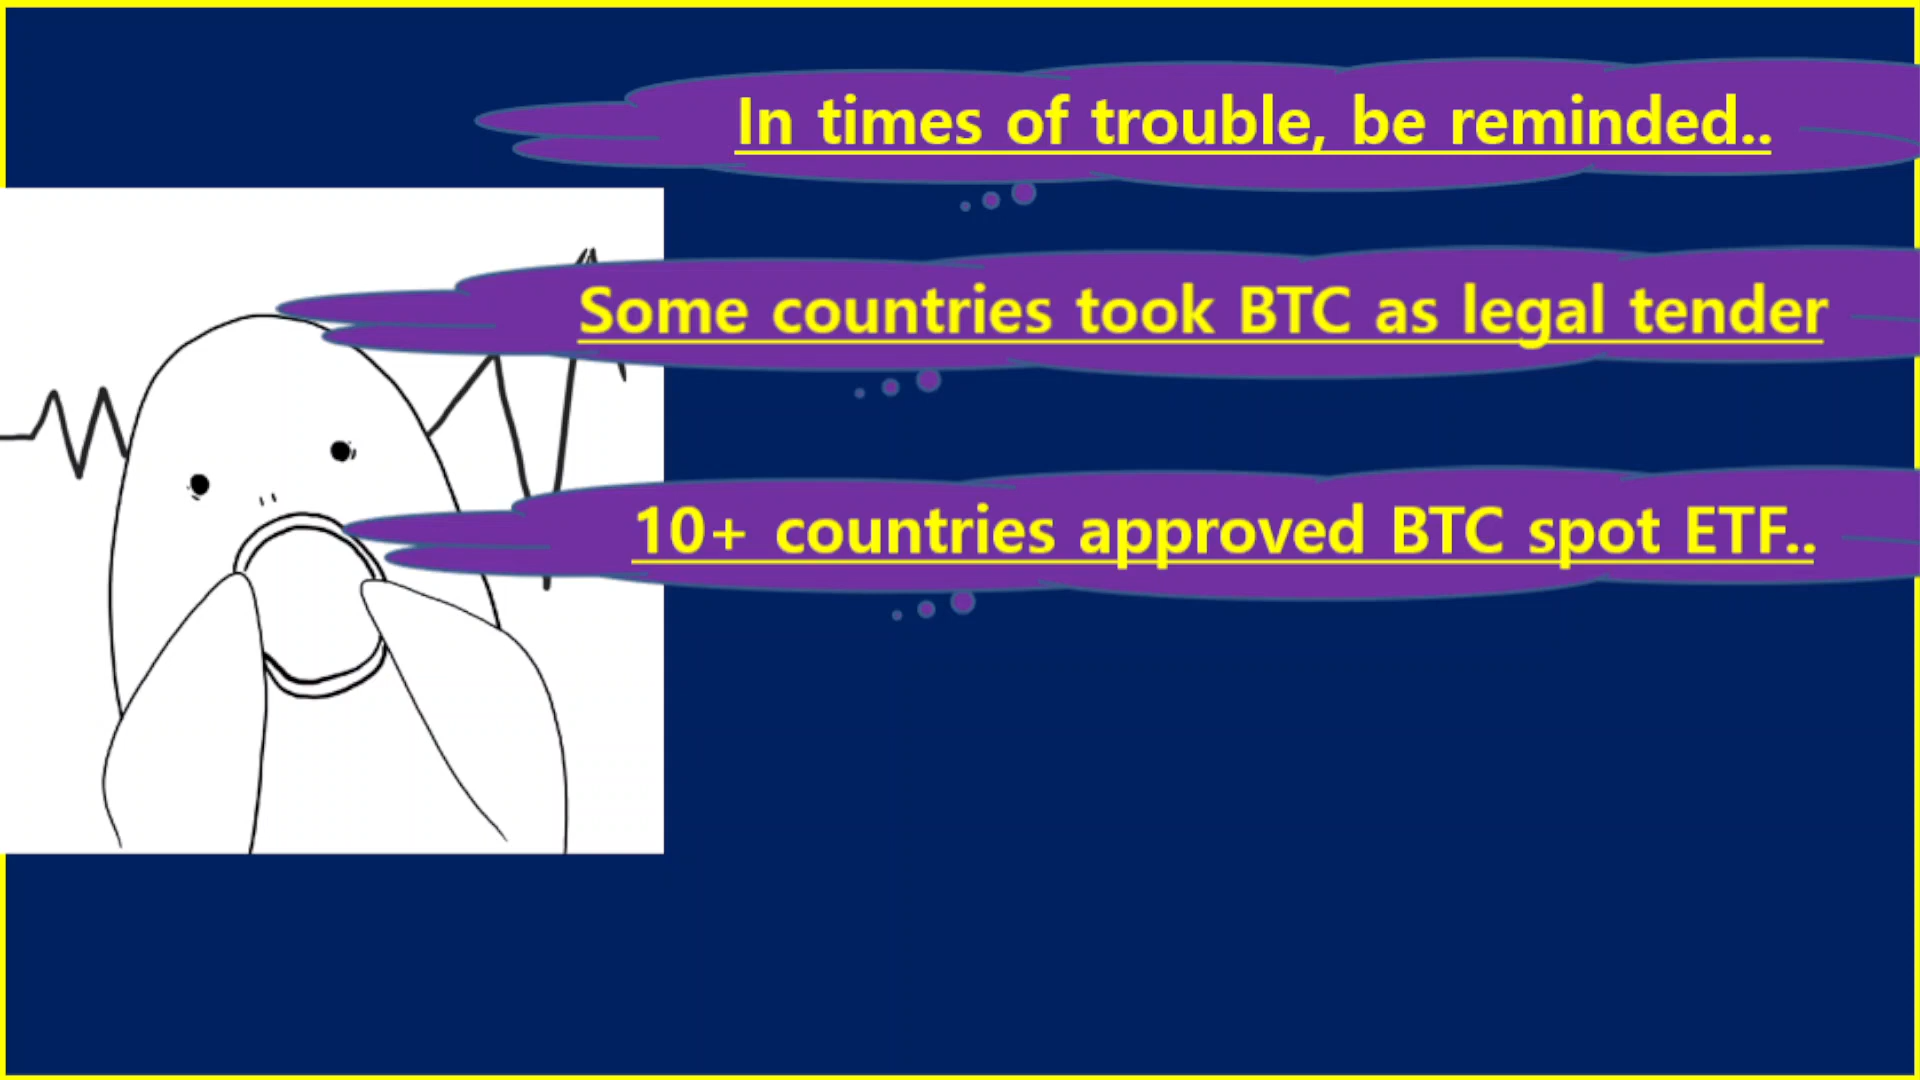 In times of trouble, be reminded..
Some countries took BTC as legal tender
10+ countries approved BTC spot ETF..